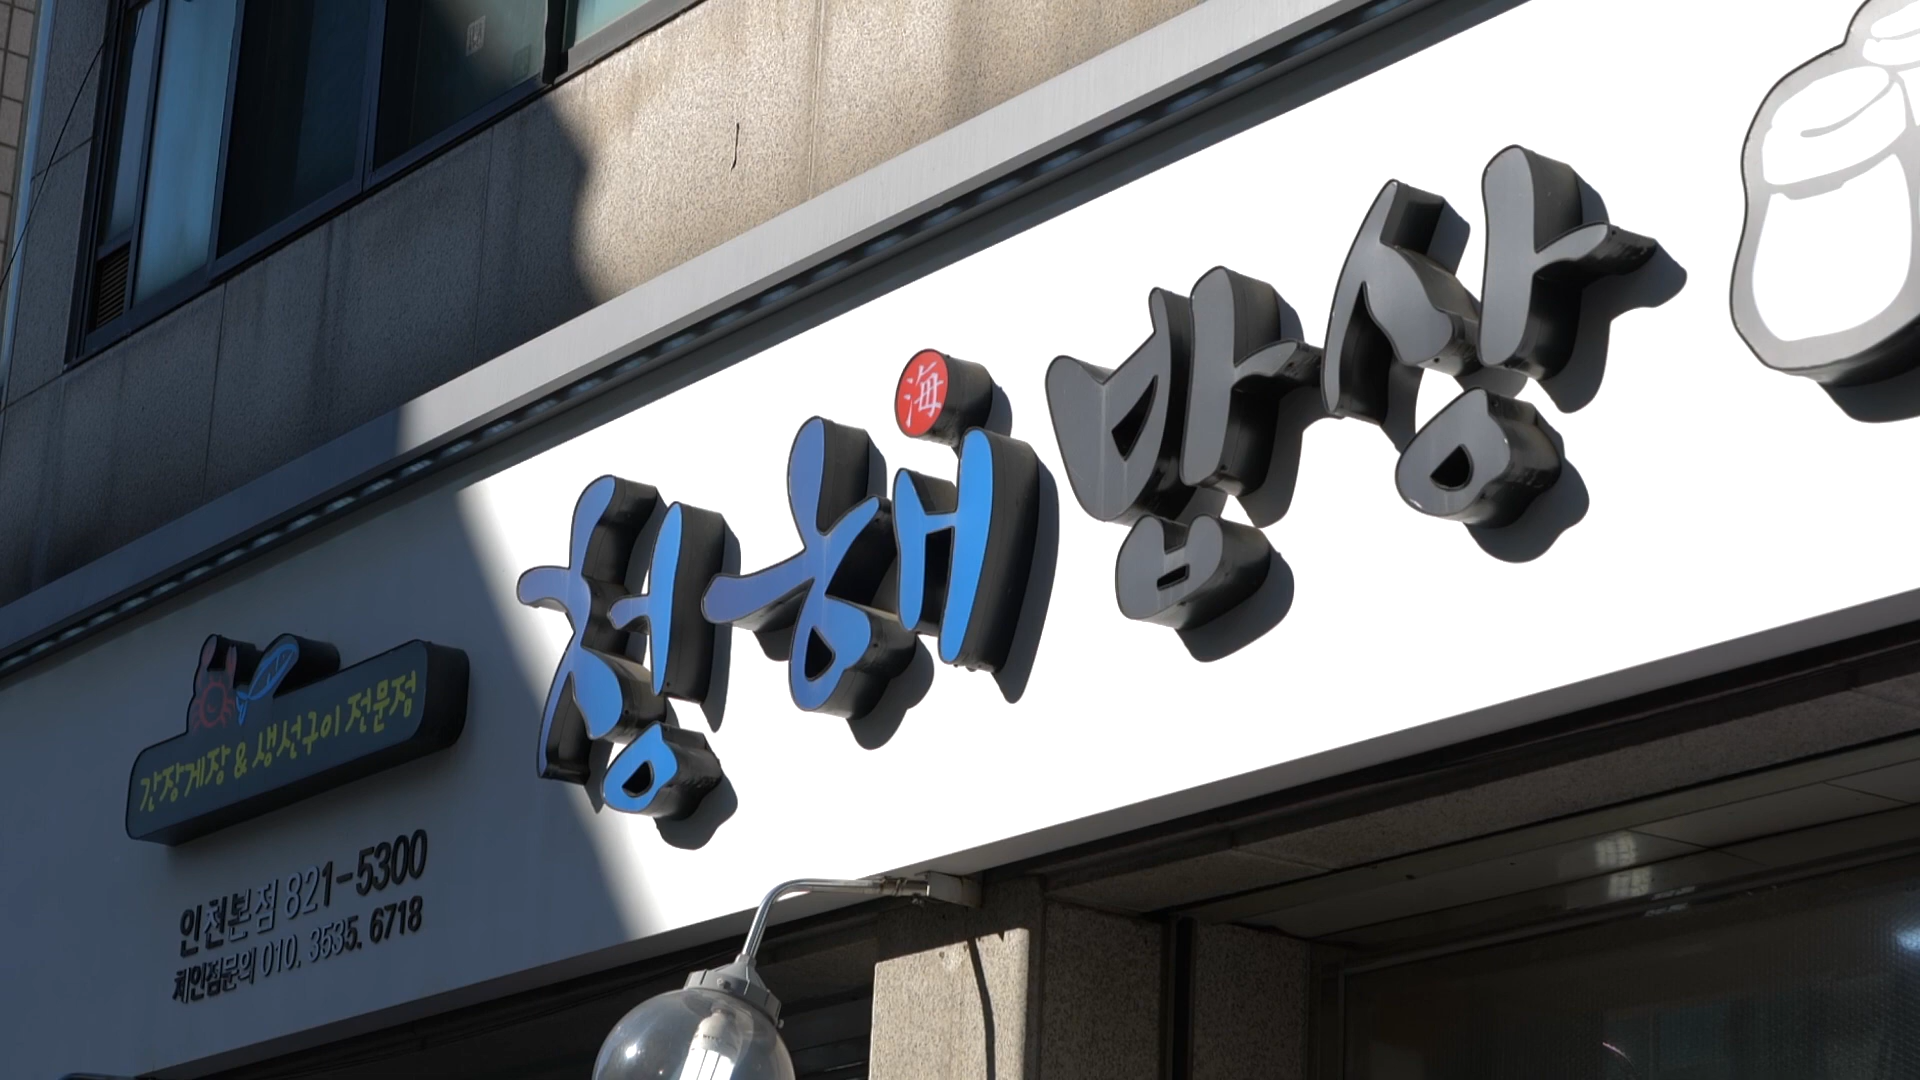 간장게장 & 생선구이 전문점
인천본점 821-5300
체인점문의 010. 3535. 6718
청해밥상
海